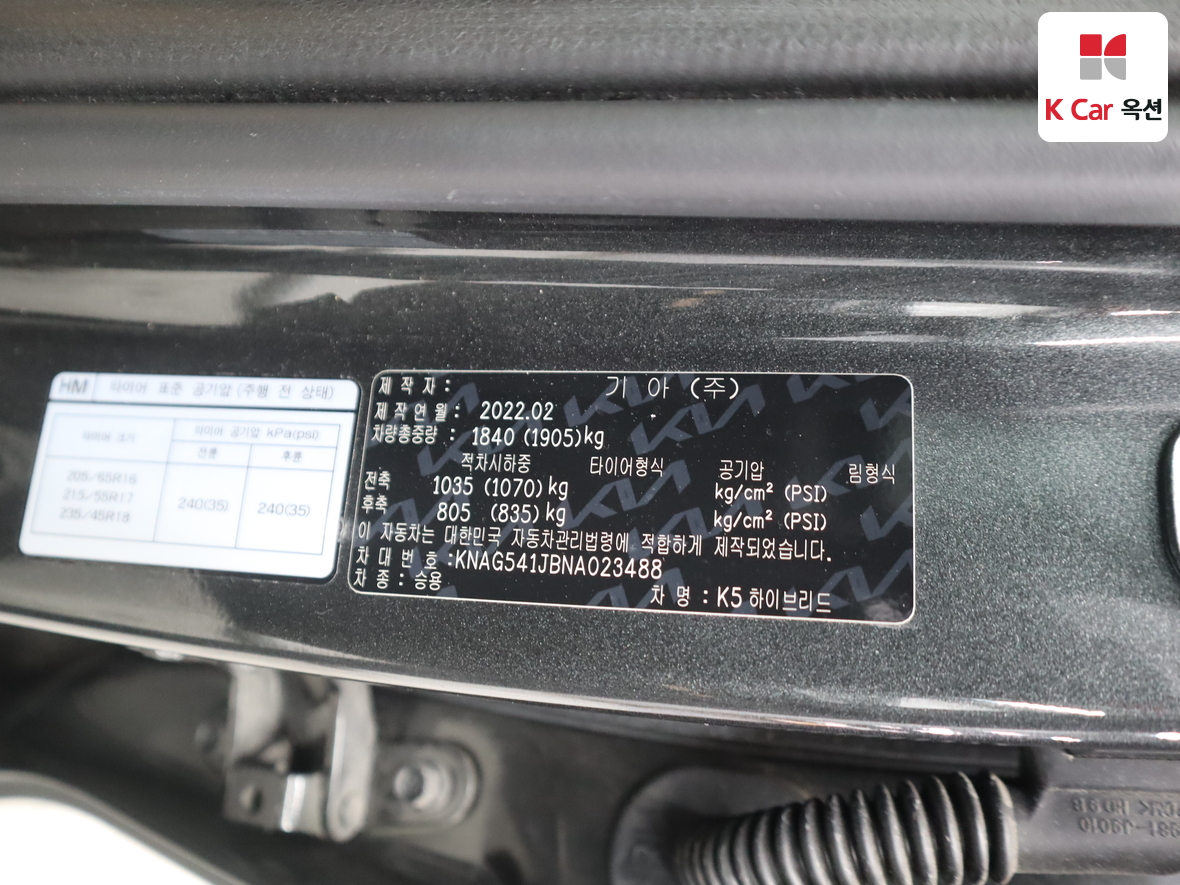 K Car 옥션
HM 타이어 표준 공기압 (주행 전 상태)
타이어 크기
타이어 공기압 kPa(psi)
전륜 후륜
205/65R16
215/55R17
235/45R18
240(35) 240(35)
제 작 자 : 기 아 (주)
제 작 연 월 : 2022.02
차량총중량 : 1840 (1905)kg
적차시하중 타이어형식 공기압 림형식
전축 1035 (1070)kg kg/cm² (PSI)
후축 805 (835)kg kg/cm² (PSI)
이 자동차는 대한민국 자동차관리법령에 적합하게 제작되었습니다.
차 대 번 호 :KNAG541JBNA023488
차 종 : 승용
차 명 : K5 하이브리드